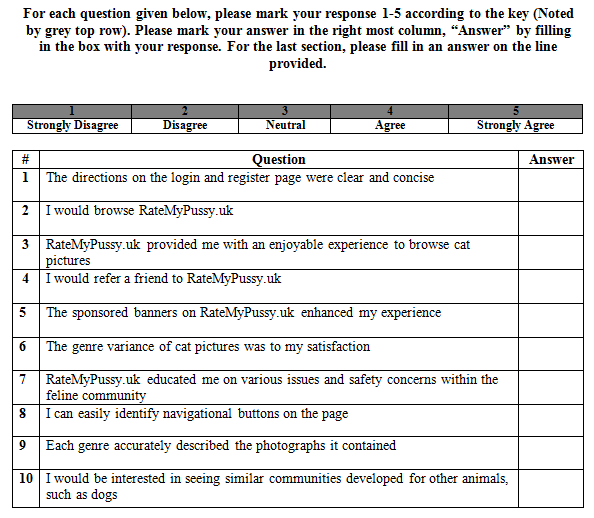 For each question given below, please mark your response 1-5 according to the key (Noted
by grey top row). Please mark your answer in the right most column, “Answer” by filling
in the box with your response. For the last section, please fill in an answer on the line
provided.
1 2 3 4 5
Strongly Disagree Disagree Neutral Agree Strongly Agree
# Question Answer
1 The directions on the login and register page were clear and concise
2 I would browse RateMyPussy.uk
3 RateMyPussy.uk provided me with an enjoyable experience to browse cat
pictures
4 I would refer a friend to RateMyPussy.uk
5 The sponsored banners on RateMyPussy.uk enhanced my experience
6 The genre variance of cat pictures was to my satisfaction
7 RateMyPussy.uk educated me on various issues and safety concerns within the
feline community
8 I can easily identify navigational buttons on the page
9 Each genre accurately described the photographs it contained
10 I would be interested in seeing similar communities developed for other animals,
such as dogs